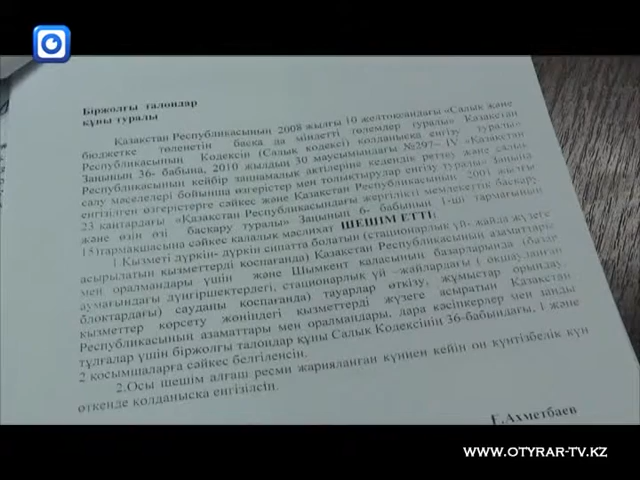 Біржолғы талондар
құны туралы
Қазақстан Республикасының 2008 жылғы 10 желтоқсандағы «Салық және
бюджетке төленетін басқа да міндетті төлемдер туралы» Қазақстан
Республикасының Кодексін (Салық кодексі) қолданысқа енгізу туралы»
Заңының 36- бабына, 2010 жылдың 30 маусымындағы №297– IV «Қазақстан
Республикасының кейбір заңнамалық актілеріне кедендік реттеу және салық
салу мәселелері бойынша өзгерістер мен толықтырулар енгізу туралы» Заңына
енгізілген өзгерістерге сәйкес және Қазақстан Республикасының 2001 жылғы
23 қаңтардағы «Қазақстан Республикасындағы жергілікті мемлекеттік басқару
және өзін өзі басқару туралы» Заңының 6- бабының 1-ші тармағының
15)тармақшасына сәйкес қалалық мәслихат ШЕШІМ ЕТТІ:
1.Қызметі дүркін- дүркін сипатта болатын (стационарлық үй- жайда жүзеге
асырылатын қызметтерді қоспағанда) Қазақстан Республикасының азаматтары
мен оралмандары үшін және Шымкент қаласының базарларында (базар
аумағындағы дүңгіршектердегі, стационарлық үй –жайлардағы ( оқшауланған
блоктардағы) сауданы қоспағанда) тауарлар өткізу, жұмыстар орындау,
қызметтер көрсету жөніндегі қызметтерді жүзеге асыратын Қазақстан
Республикасының азаматтары мен оралмандары, дара кәсіпкерлер мен заңды
тұлғалар үшін біржолғы талондар құны Салық Кодексінің 36-бабындағы, 1 және
2 қосымшаларға сәйкес белгіленсін.
2.Осы шешім алғаш ресми жарияланған күннен кейін он күнтізбелік күн
өткенде қолданысқа енгізілсін.
Ғ.Ахметбаев
WWW.OTYRAR-TV.KZ